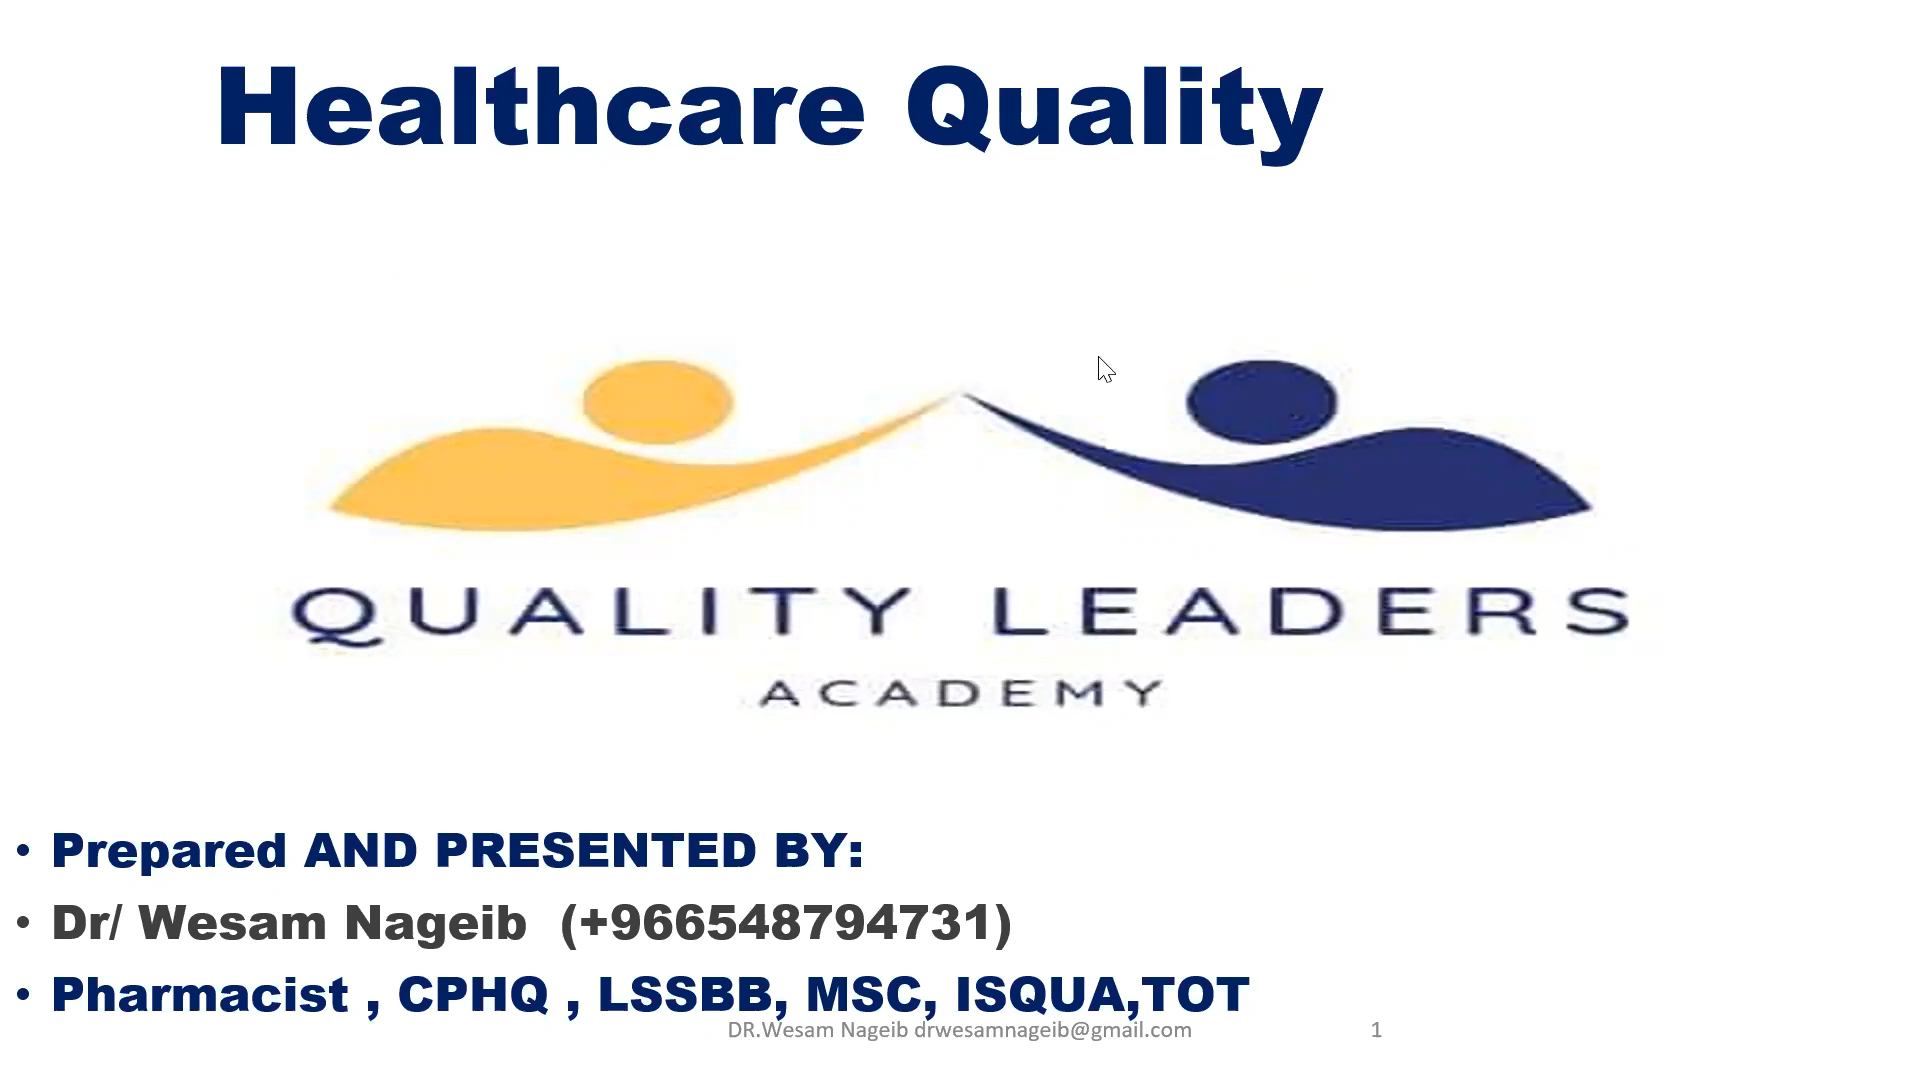 Healthcare Quality
QUALITY LEADERS
ACADEMY
• Prepared AND PRESENTED BY:
• Dr/ Wesam Nageib (+966548794731)
• Pharmacist , CPHQ , LSSBB, MSC, ISQUA,TOT
DR.Wesam Nageib drwesamnageib@gmail.com 1